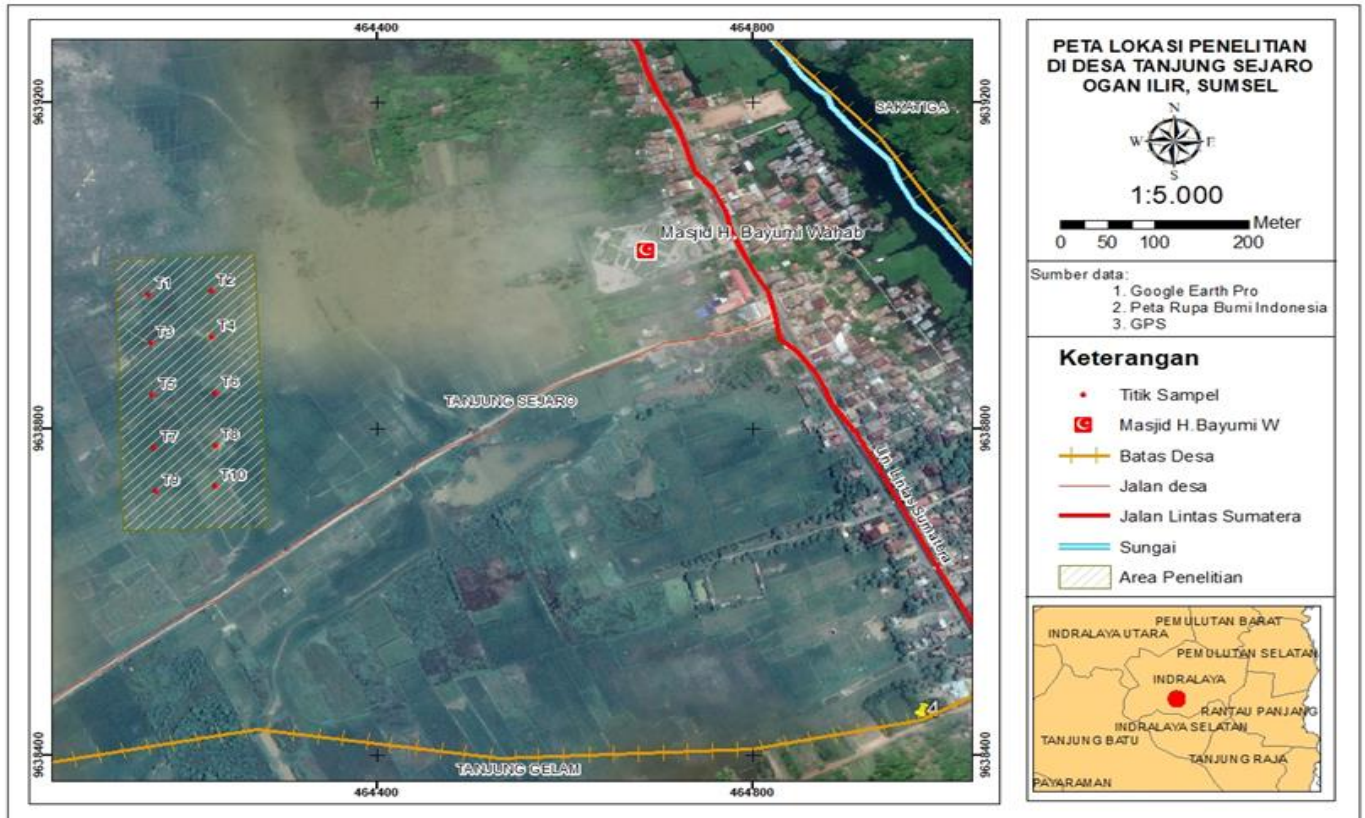 464400
464800
9639200
9639200
SAKATIGA
Masjid H. Bayumi Wahab
T1
T2
T3
T4
T5
T6
T7
T8
T9
T10
TANJUNG SEJARO
9638800
9638800
Lin. Lintas Sumatera
4
9638400
9638400
TANJUNG GELAM
464400
464800
PETA LOKASI PENELITIAN
DI DESA TANJUNG SEJARO
OGAN ILIR, SUMSEL
N
W
E
S
1:5.000
Meter
0 50 100 200
Sumber data:
1. Google Earth Pro
2. Peta Rupa Bumi Indonesia
3. GPS
Keterangan
Titik Sampel
Masjid H.Bayumi W
Batas Desa
Jalan desa
Jalan Lintas Sumatera
Sungai
Area Penelitian
PEMULUTAN BARAT
INDRALAYA UTARA
PEMULUTAN SELATAN
INDRALAYA
RANTAU PANJANG
INDRALAYA SELATAN
TANJUNG BATU
TANJUNG RAJA
PAYARAMAN